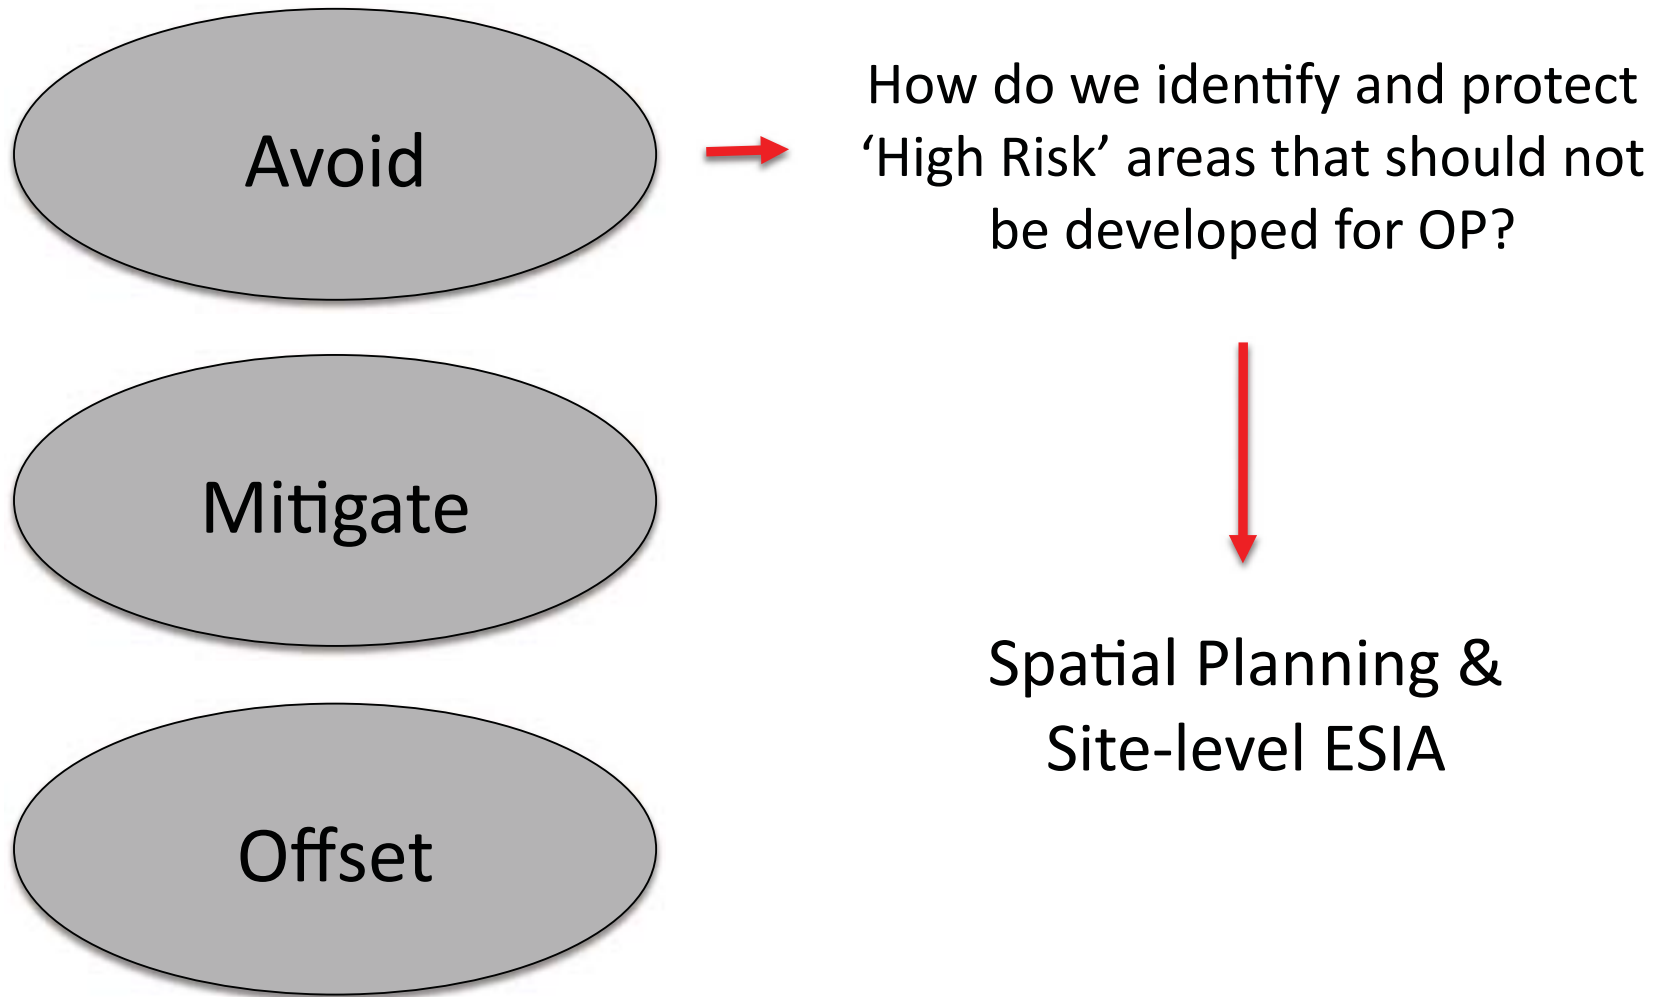 Avoid
How do we identify and protect
‘High Risk’ areas that should not
be developed for OP?
Mitigate
Spatial Planning &
Site-level ESIA
Offset